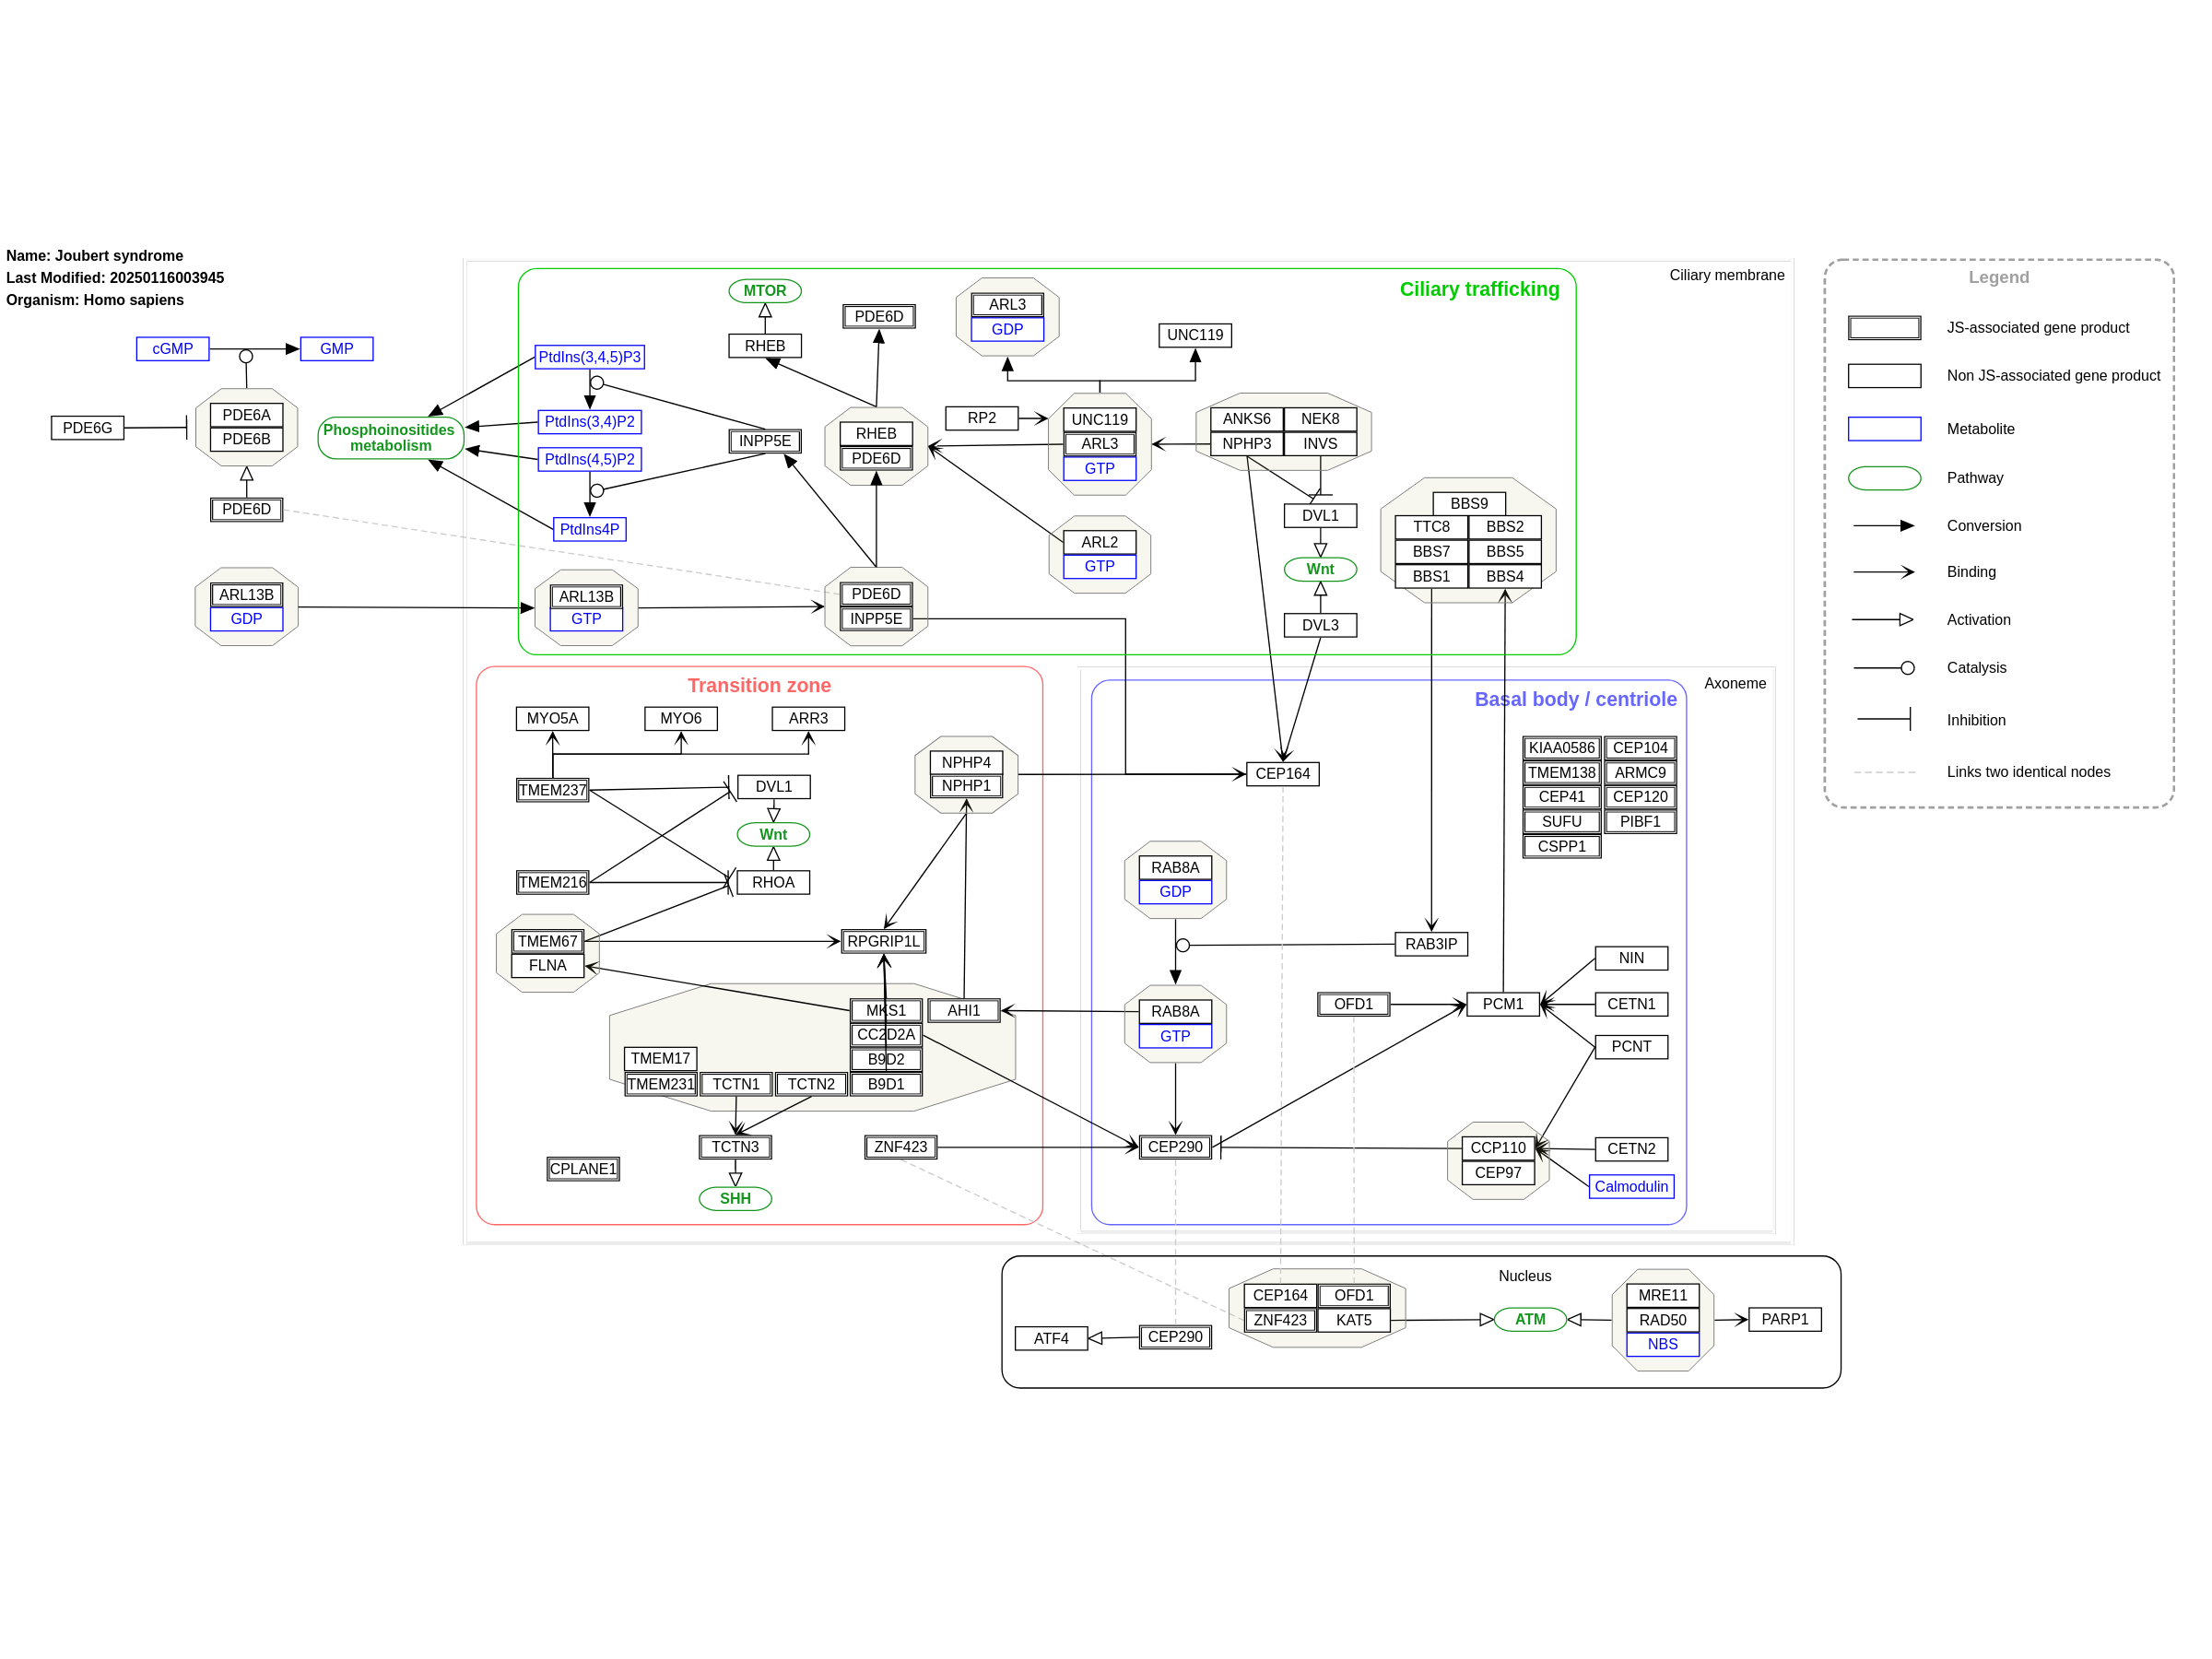 Name: Joubert syndrome
Last Modified: 20250116003945
Organism: Homo sapiens
cGMP
GMP
PDE6G
PDE6A
PDE6B
PDE6D
ARL13B
GDP
Phosphoinositides
metabolism
Ciliary membrane
Ciliary trafficking
MTOR
RHEB
PDE6D
PtdIns(3,4,5)P3
PtdIns(3,4)P2
PtdIns(4,5)P2
PtdIns4P
INPP5E
RHEB
PDE6D
ARL13B
GTP
PDE6D
INPP5E
ARL3
GDP
UNC119
RP2
UNC119
ARL3
GTP
ARL2
GTP
ANKS6
NEK8
NPHP3
INVS
DVL1
Wnt
DVL3
BBS9
TTC8
BBS2
BBS7
BBS5
BBS1
BBS4
Transition zone
MYO5A
MYO6
ARR3
TMEM237
DVL1
Wnt
TMEM216
RHOA
NPHP4
NPHP1
TMEM67
FLNA
RPGRIP1L
MKS1
AHI1
CC2D2A
B9D2
TMEM17
TMEM231
TCTN1
TCTN2
B9D1
TCTN3
ZNF423
CPLANE1
SHH
Axoneme
Basal body / centriole
CEP164
KIAA0586
CEP104
TMEM138
ARMC9
CEP41
CEP120
SUFU
PIBF1
CSPP1
RAB8A
GDP
RAB3IP
RAB8A
GTP
OFD1
PCM1
NIN
CETN1
PCNT
CEP290
CCP110
CEP97
CETN2
Calmodulin
Nucleus
ATF4
CEP290
CEP164
OFD1
ZNF423
KAT5
ATM
MRE11
RAD50
NBS
PARP1
Legend
JS-associated gene product
Non JS-associated gene product
Metabolite
Pathway
Conversion
Binding
Activation
Catalysis
Inhibition
Links two identical nodes